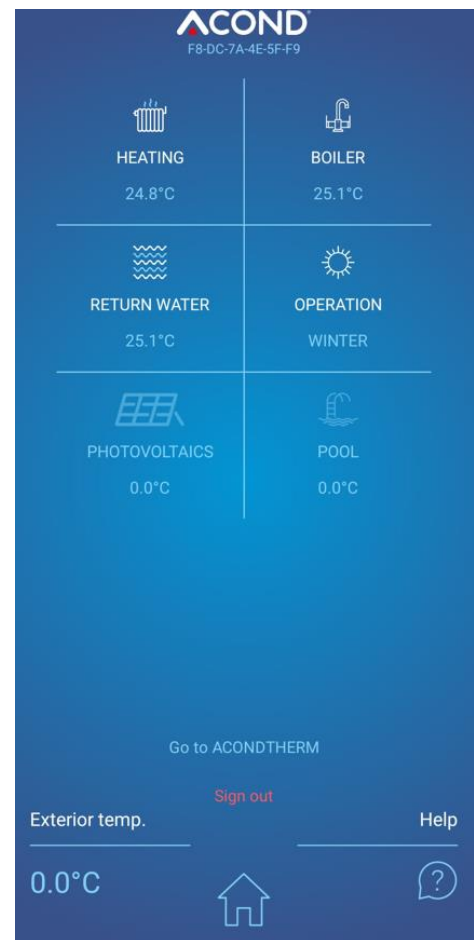 ACOND
F8-DC-7A-4E-5F-F9
HEATING
BOILER
24.8°C
25.1°C
RETURN WATER
OPERATION
25.1°C
WINTER
PHOTOVOLTAICS
POOL
0.0°C
0.0°C
Go to ACONDTHERM
Sign out
Exterior temp.
Help
0.0°C
?